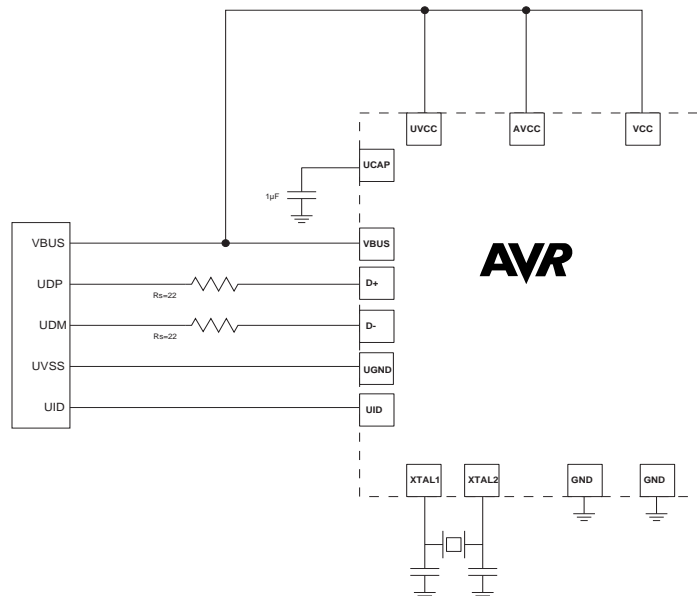 UVCC
AVCC
VCC
UCAP
1µF
VBUS
VBUS
UDP
Rs=22
D+
UDM
Rs=22
D-
UVSS
UGND
UID
UID
AVR
XTAL1
XTAL2
GND
GND